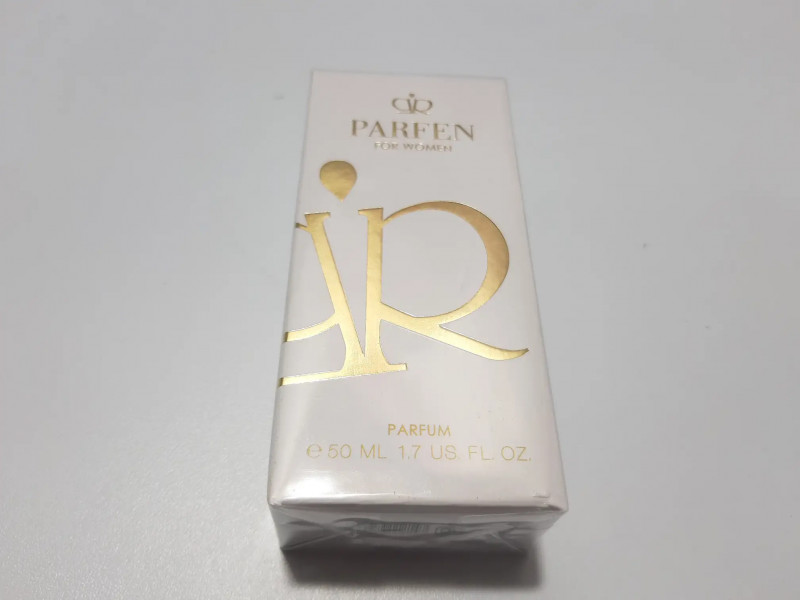 PARFEN
FOR WOMEN
PARFUM
℮ 50 ML 1.7 US. FL. OZ.